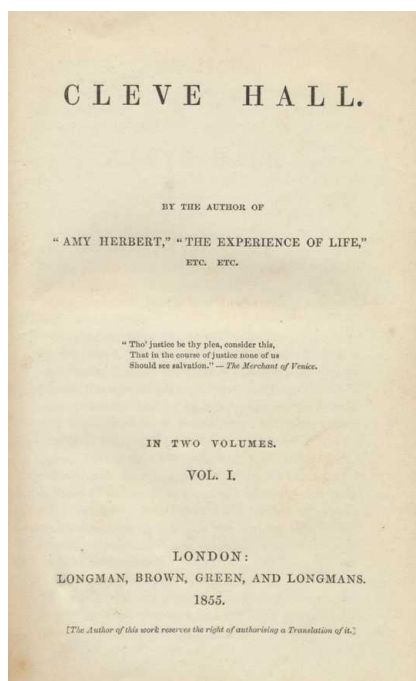 CLEVE HALL.
BY THE AUTHOR OF
“AMY HERBERT,” “THE EXPERIENCE OF LIFE,”
ETC. ETC.
“Tho' justice be thy plea, consider this,
That in the course of justice none of us
Should see salvation.” — The Merchant of Venice.
IN TWO VOLUMES.
VOL. I.
LONDON:
LONGMAN, BROWN, GREEN, AND LONGMANS.
1855.
[The Author of this work reserves the right of authorising a Translation of it.]